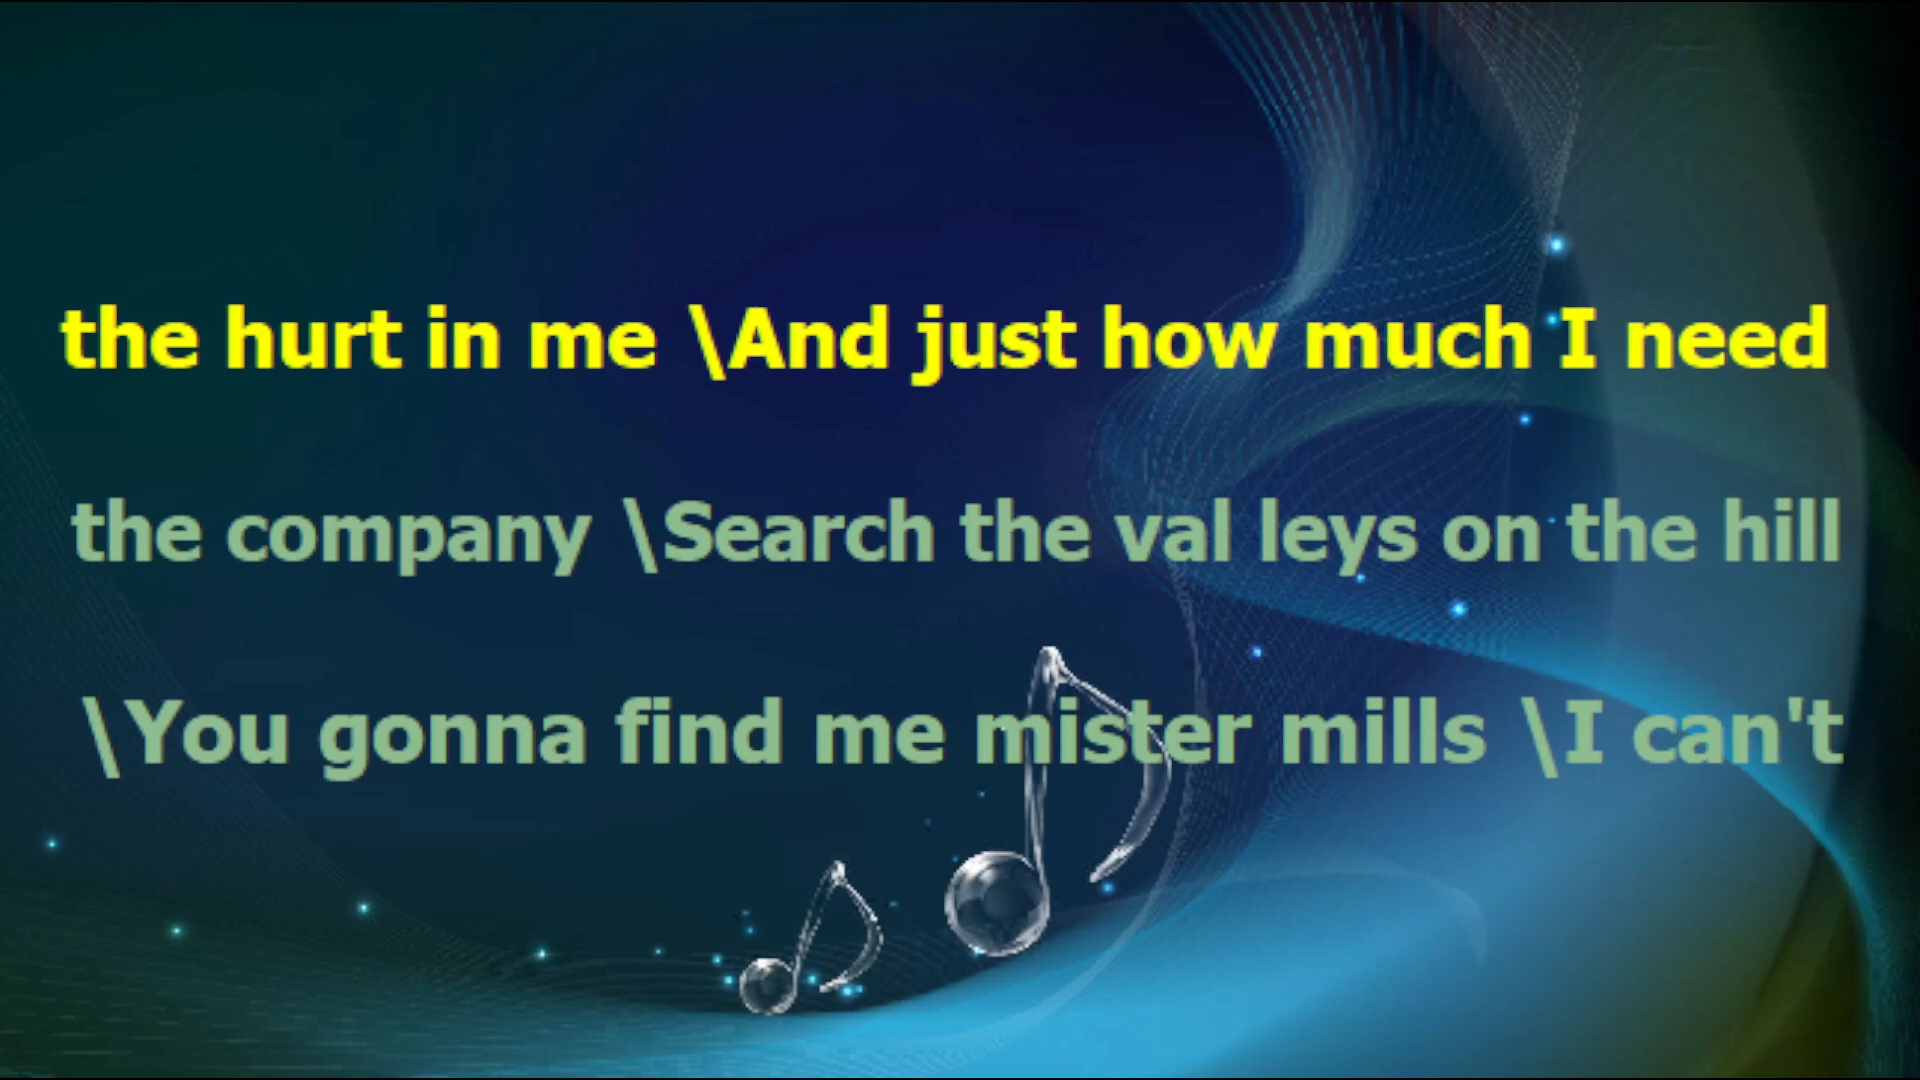 the hurt in me \And just how much I need
the company \Search the val leys on the hill
\You gonna find me mister mills \I can't